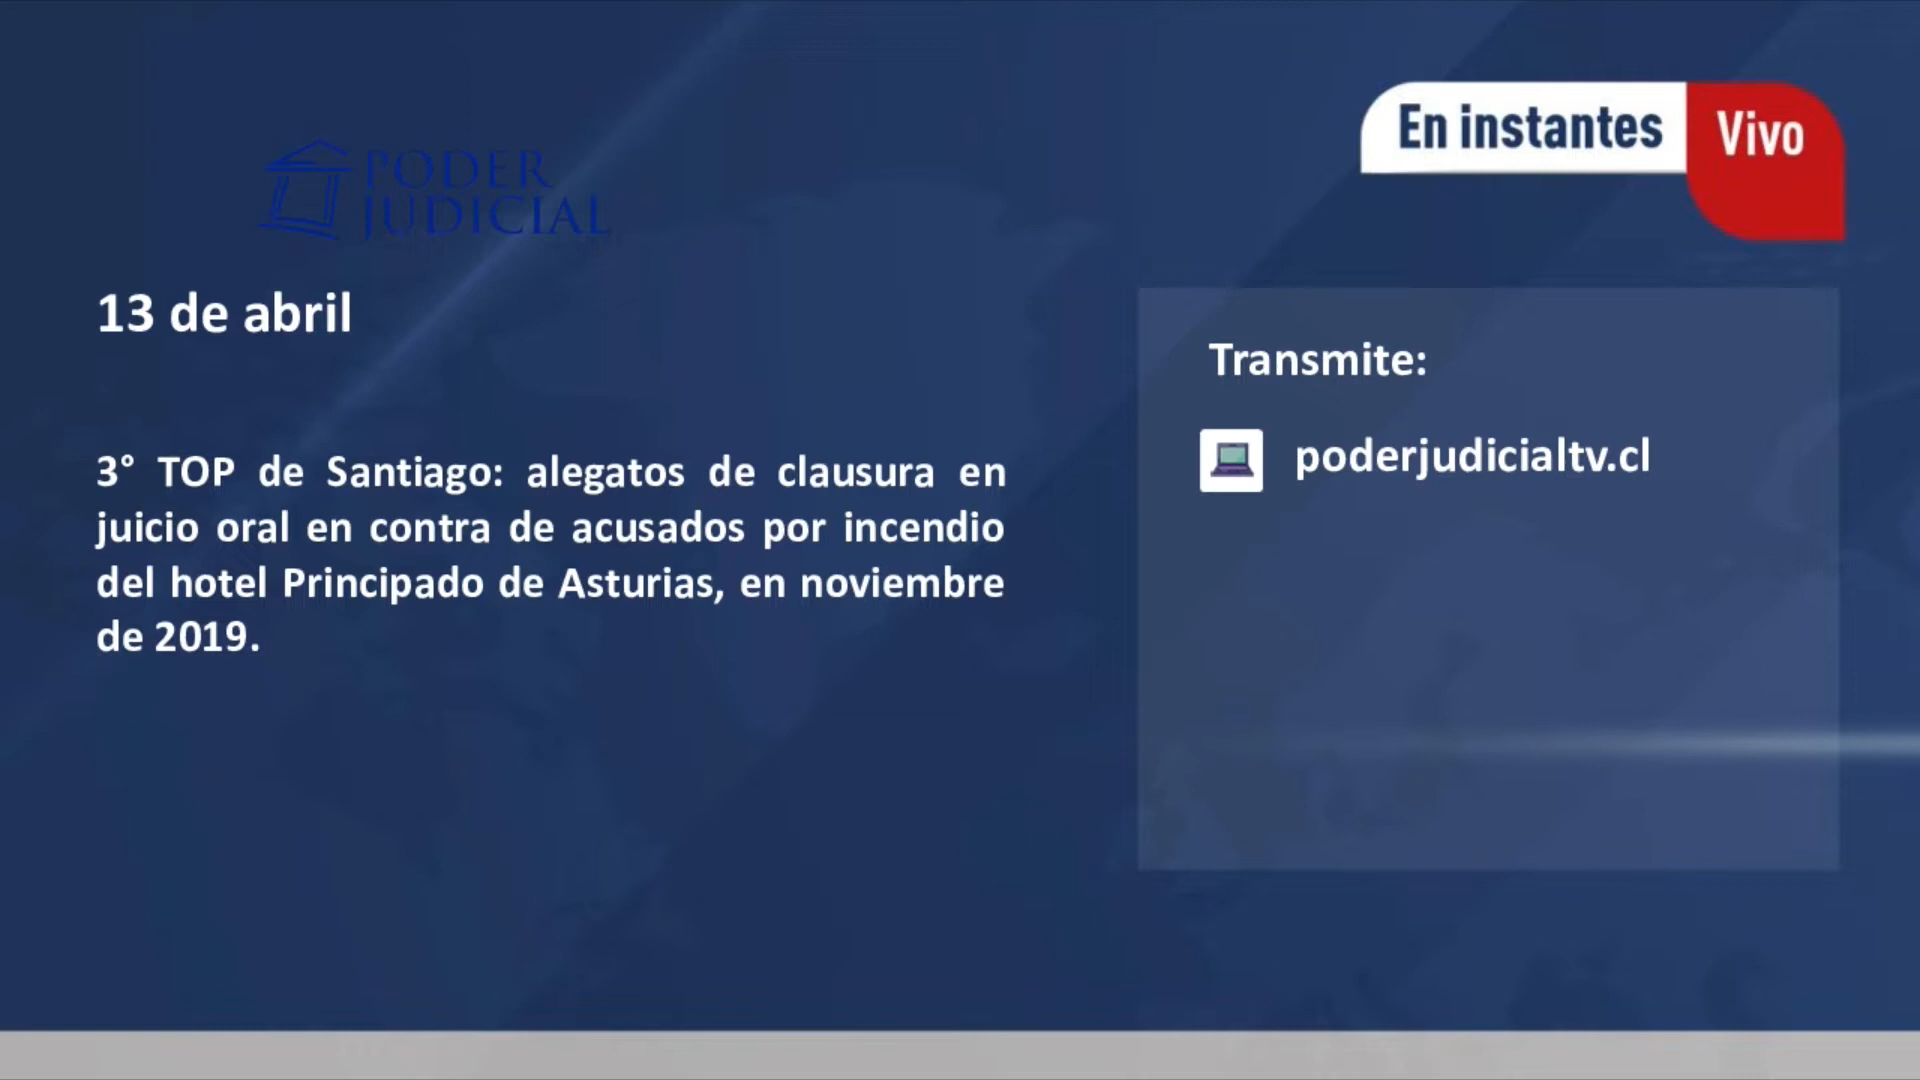 En instantes Vivo
PODER
JUDICIAL
13 de abril
Transmite:
poderjudicialtv.cl
3° TOP de Santiago: alegatos de clausura en
juicio oral en contra de acusados por incendio
del hotel Principado de Asturias, en noviembre
de 2019.